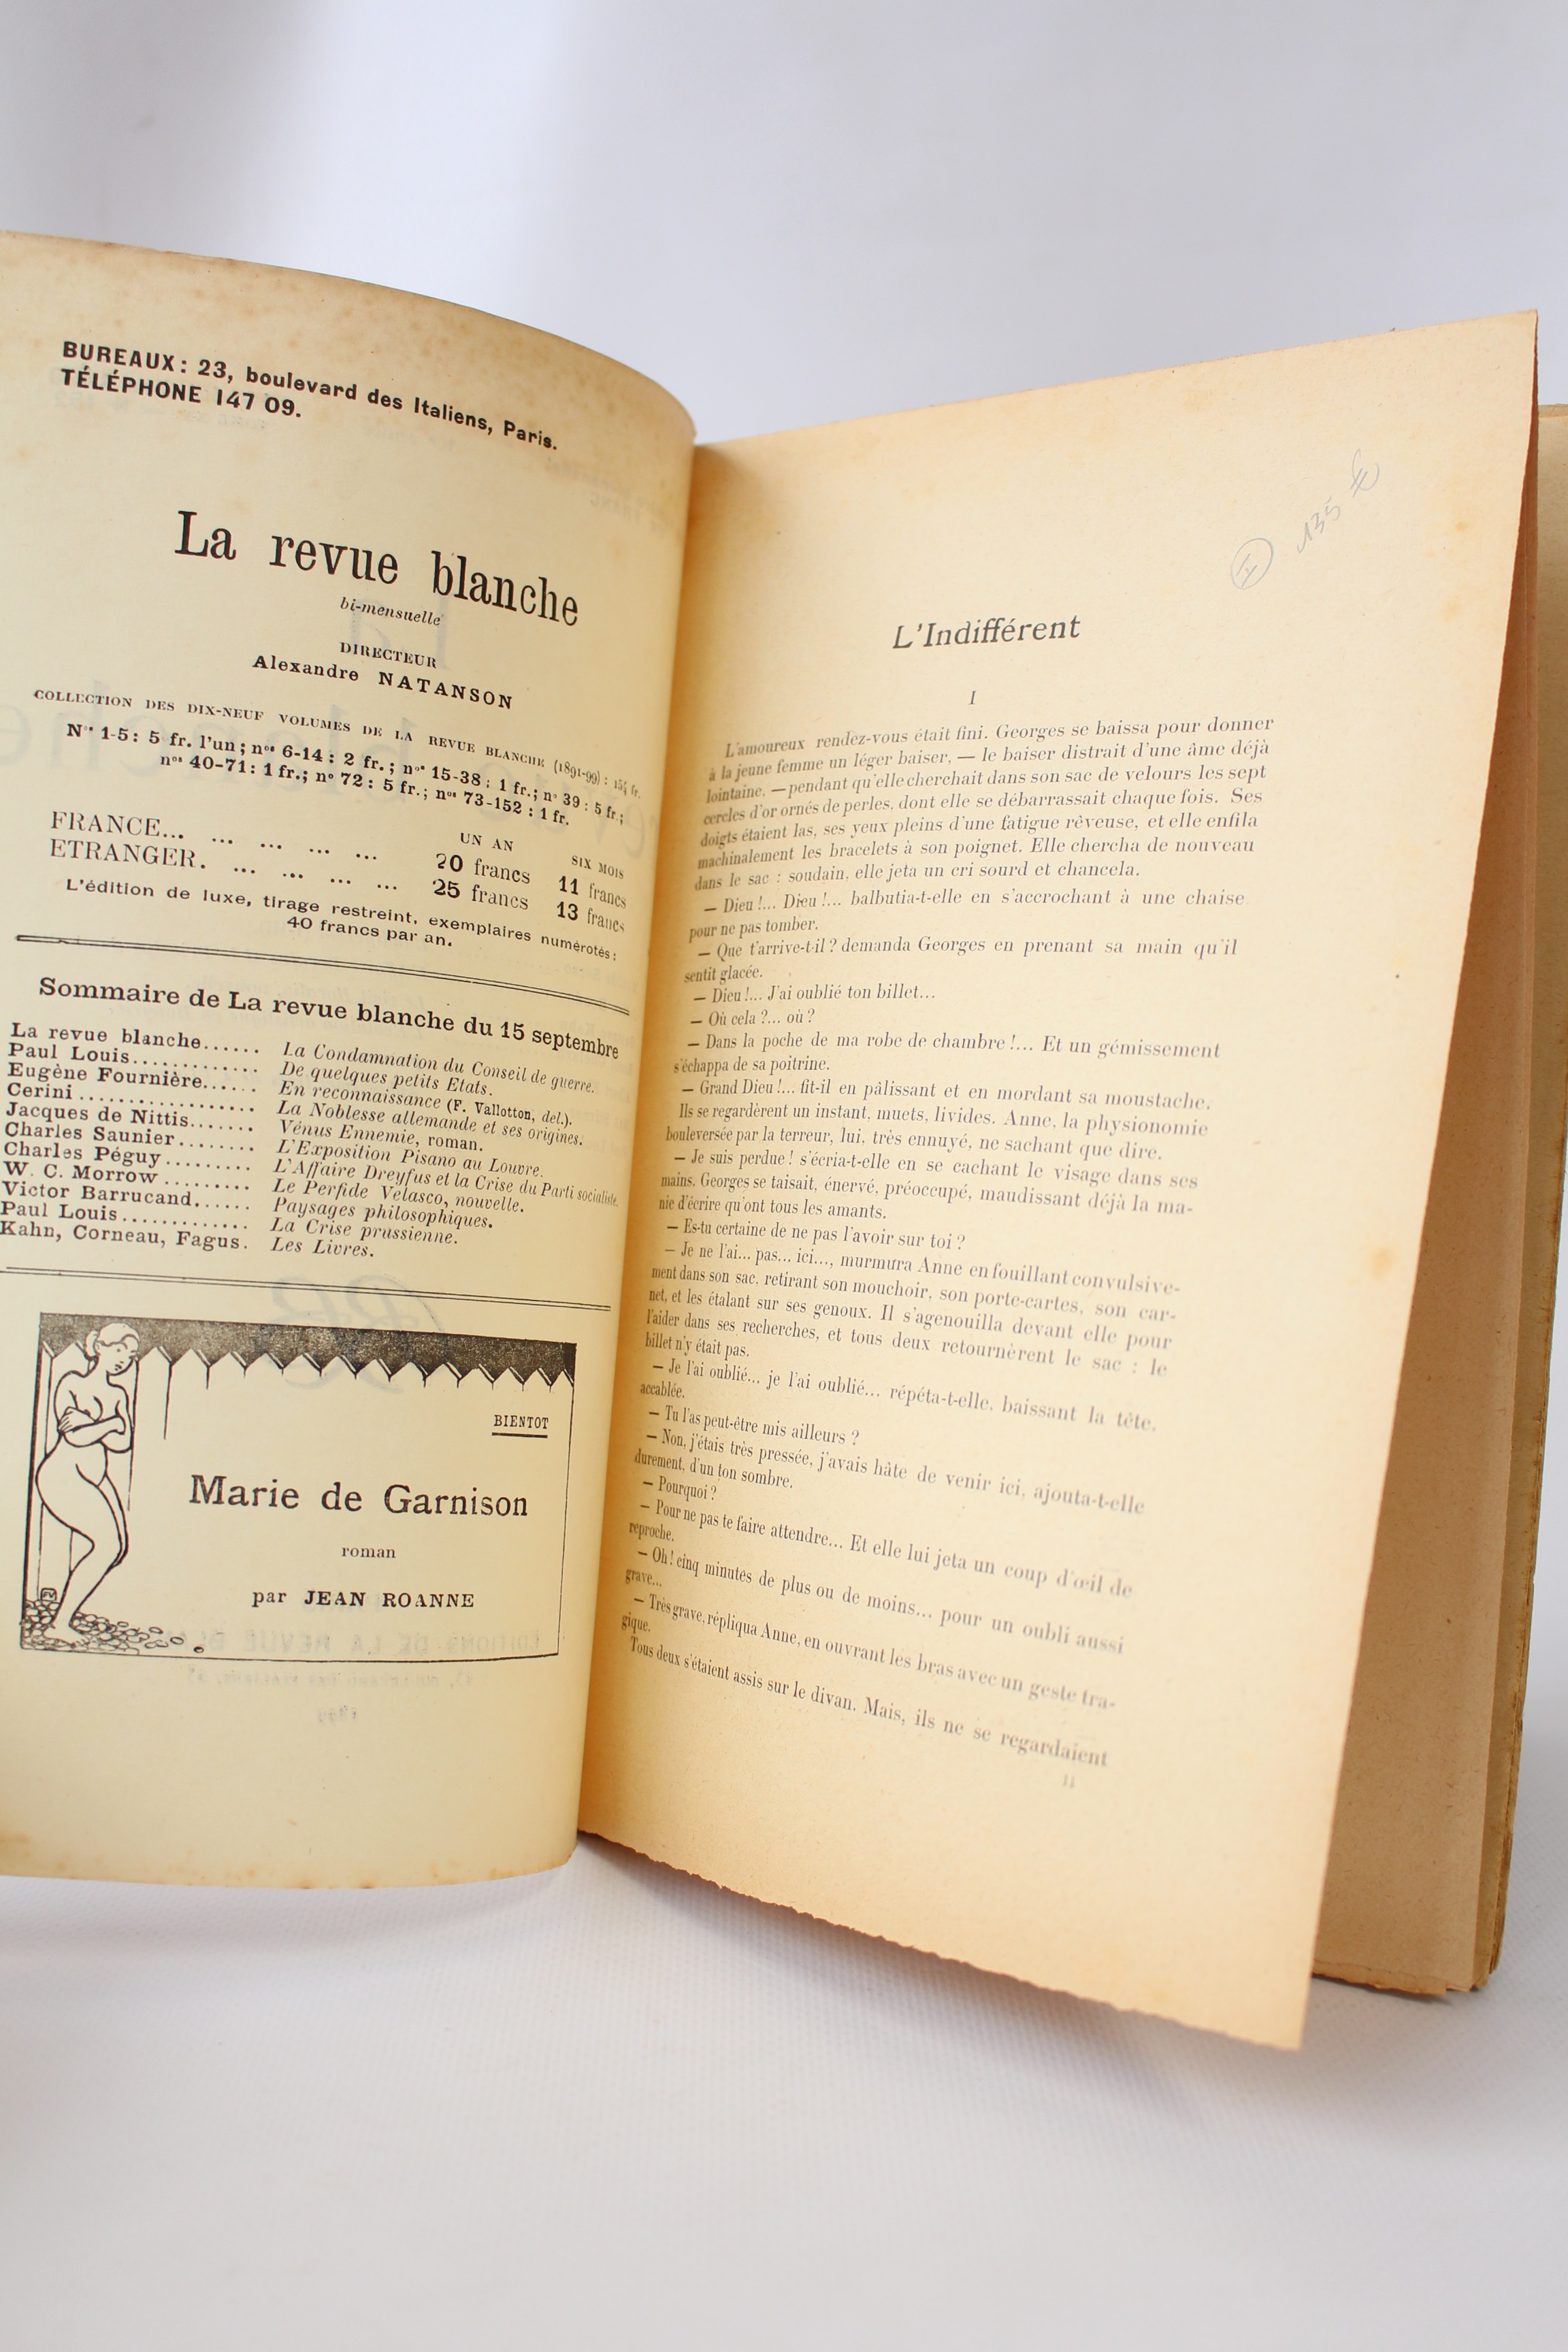 BUREAUX: 23, boulevard des Italiens, Paris.
TÉLÉPHONE 147 09.
La revue blanche
bi-mensuelle
DIRECTEUR
Alexandre NATANSON
COLLECTION DES DIX-NEUF VOLUMES DE LA REVUE BLANCHE (1891-99) : fr.
Nos 1-5 : 5 fr. l'un ; nos 6-14 : 2 fr. ; nos 15-38 : 1 fr. ; no 39 : 5 fr. ;
nos 40-71 : 1 fr. ; no 72 : 5 fr. ; nos 73-152 : 1 fr.
UN AN SIX MOIS
FRANCE... ... ... ... ... 20 francs 11 francs
ETRANGER. ... ... ... ... 25 francs 13 francs
L'édition de luxe, tirage restreint, exemplaires numérotés :
40 francs par an.
Sommaire de La revue blanche du 15 septembre
La revue blanche...... La Condamnation du Conseil de guerre.
Paul Louis............. De quelques petits Etats.
Eugène Fournière...... En reconnaissance (F. Vallotton, del.).
Cerini .................. La Noblesse allemande et ses origines.
Jacques de Nittis....... Vénus Ennemie, roman.
Charles Saunier........ L'Exposition Pisano au Louvre.
Charles Péguy ......... L'Affaire Dreyfus et la Crise du Parti socialiste.
W. C. Morrow ......... Le Perfide Velasco, nouvelle.
Victor Barrucand...... Paysages philosophiques.
Paul Louis............. La Crise prussienne.
Kahn, Corneau, Fagus. Les Livres.
BIENTOT
Marie de Garnison
roman
par JEAN ROANNE
135 €
L'Indifférent
I
L'amoureux rendez-vous était fini. Georges se baissa pour donner
à la jeune femme un léger baiser, — le baiser distrait d'une âme déjà
lointaine, — pendant qu'elle cherchait dans son sac de velours les sept
cercles d'or ornés de perles, dont elle se débarrassait chaque fois. Ses
doigts étaient las, ses yeux pleins d'une fatigue rêveuse, et elle enfila
machinalement les bracelets à son poignet. Elle chercha de nouveau
dans le sac : soudain, elle jeta un cri sourd et chancela.
— Dieu !... Dieu !... balbutia-t-elle en s'accrochant à une chaise
pour ne pas tomber.
— Que t'arrive-t-il ? demanda Georges en prenant sa main qu'il
sentit glacée.
— Dieu !... J'ai oublié ton billet...
— Où cela ?... où ?
— Dans la poche de ma robe de chambre !... Et un gémissement
s'échappa de sa poitrine.
— Grand Dieu !... fit-il en pâlissant et en mordant sa moustache.
Ils se regardèrent un instant, muets, livides. Anne, la physionomie
bouleversée par la terreur, lui, très ennuyé, ne sachant que dire.
— Je suis perdue ! s'écria-t-elle en se cachant le visage dans ses
mains. Georges se taisait, énervé, préoccupé, maudissant déjà la ma-
nie d'écrire qu'ont tous les amants.
— Es-tu certaine de ne pas l'avoir sur toi ?
— Je ne l'ai... pas... ici..., murmura Anne en fouillant convulsive-
ment dans son sac, retirant son mouchoir, son porte-cartes, son car-
net, et les étalant sur ses genoux. Il s'agenouilla devant elle pour
l'aider dans ses recherches, et tous deux retournèrent le sac : le
billet n'y était pas.
— Je l'ai oublié... je l'ai oublié... répéta-t-elle, baissant la tête,
accablée.
— Tu l'as peut-être mis ailleurs ?
— Non, j'étais très pressée, j'avais hâte de venir ici, ajouta-t-elle
durement, d'un ton sombre.
— Pourquoi ?
— Pour ne pas te faire attendre... Et elle lui jeta un coup d'œil de
reproche.
— Oh ! cinq minutes de plus ou de moins... pour un oubli aussi
grave...
— Très grave, répliqua Anne, en ouvrant les bras avec un geste tra-
gique.
Tous deux s'étaient assis sur le divan. Mais, ils ne se regardaient
11